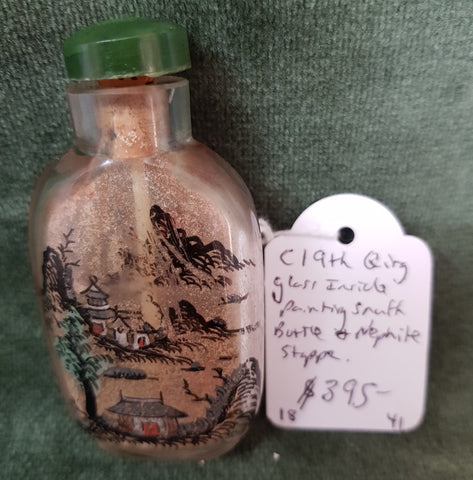 C19th Qing
glass Inside
painting snuff
Bottle & Nephrite
Stopper.
$395-
18 41